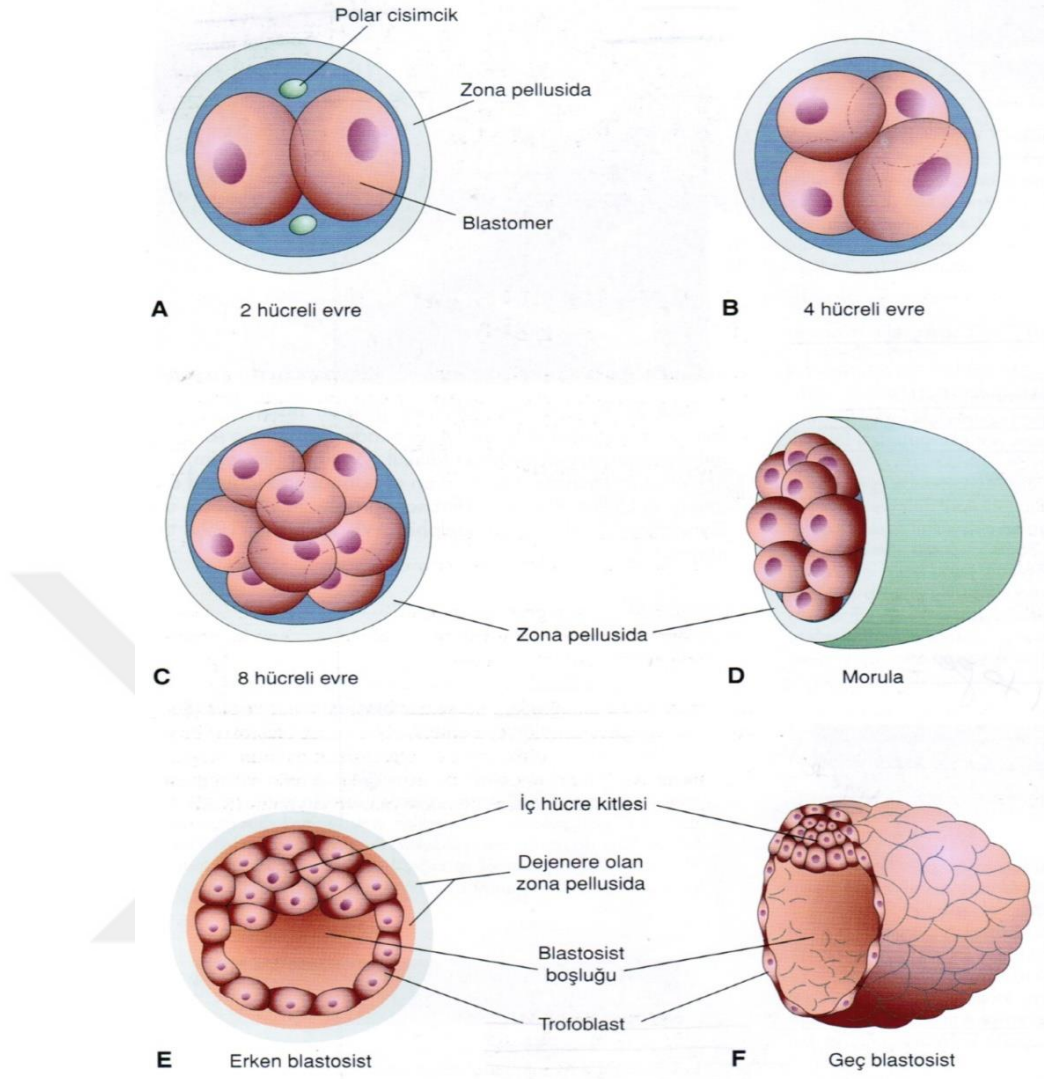 Polar cisimcik
Zona pellusida
Blastomer
A 2 hücreli evre
B 4 hücreli evre
Zona pellusida
C 8 hücreli evre
D Morula
İç hücre kitlesi
Dejenere olan
zona pellusida
Blastosist
boşluğu
Trofoblast
E Erken blastosist
F Geç blastosist